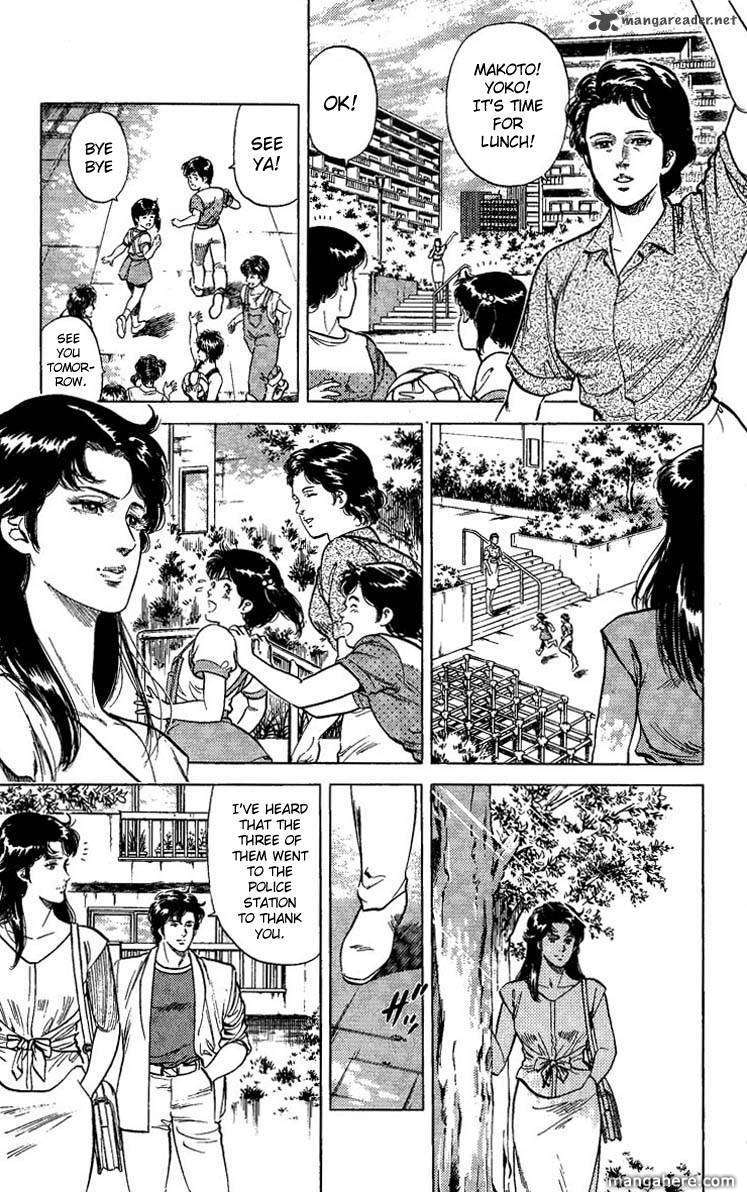 mangareader.net
MAKOTO!
YOKO!
IT'S TIME
FOR
LUNCH!
OK!
SEE
YA!
BYE
BYE
SEE
YOU
TOMOR-
ROW.
I'VE HEARD
THAT THE
THREE OF
THEM WENT
TO THE
POLICE
STATION
TO THANK
YOU.
mangahere.com